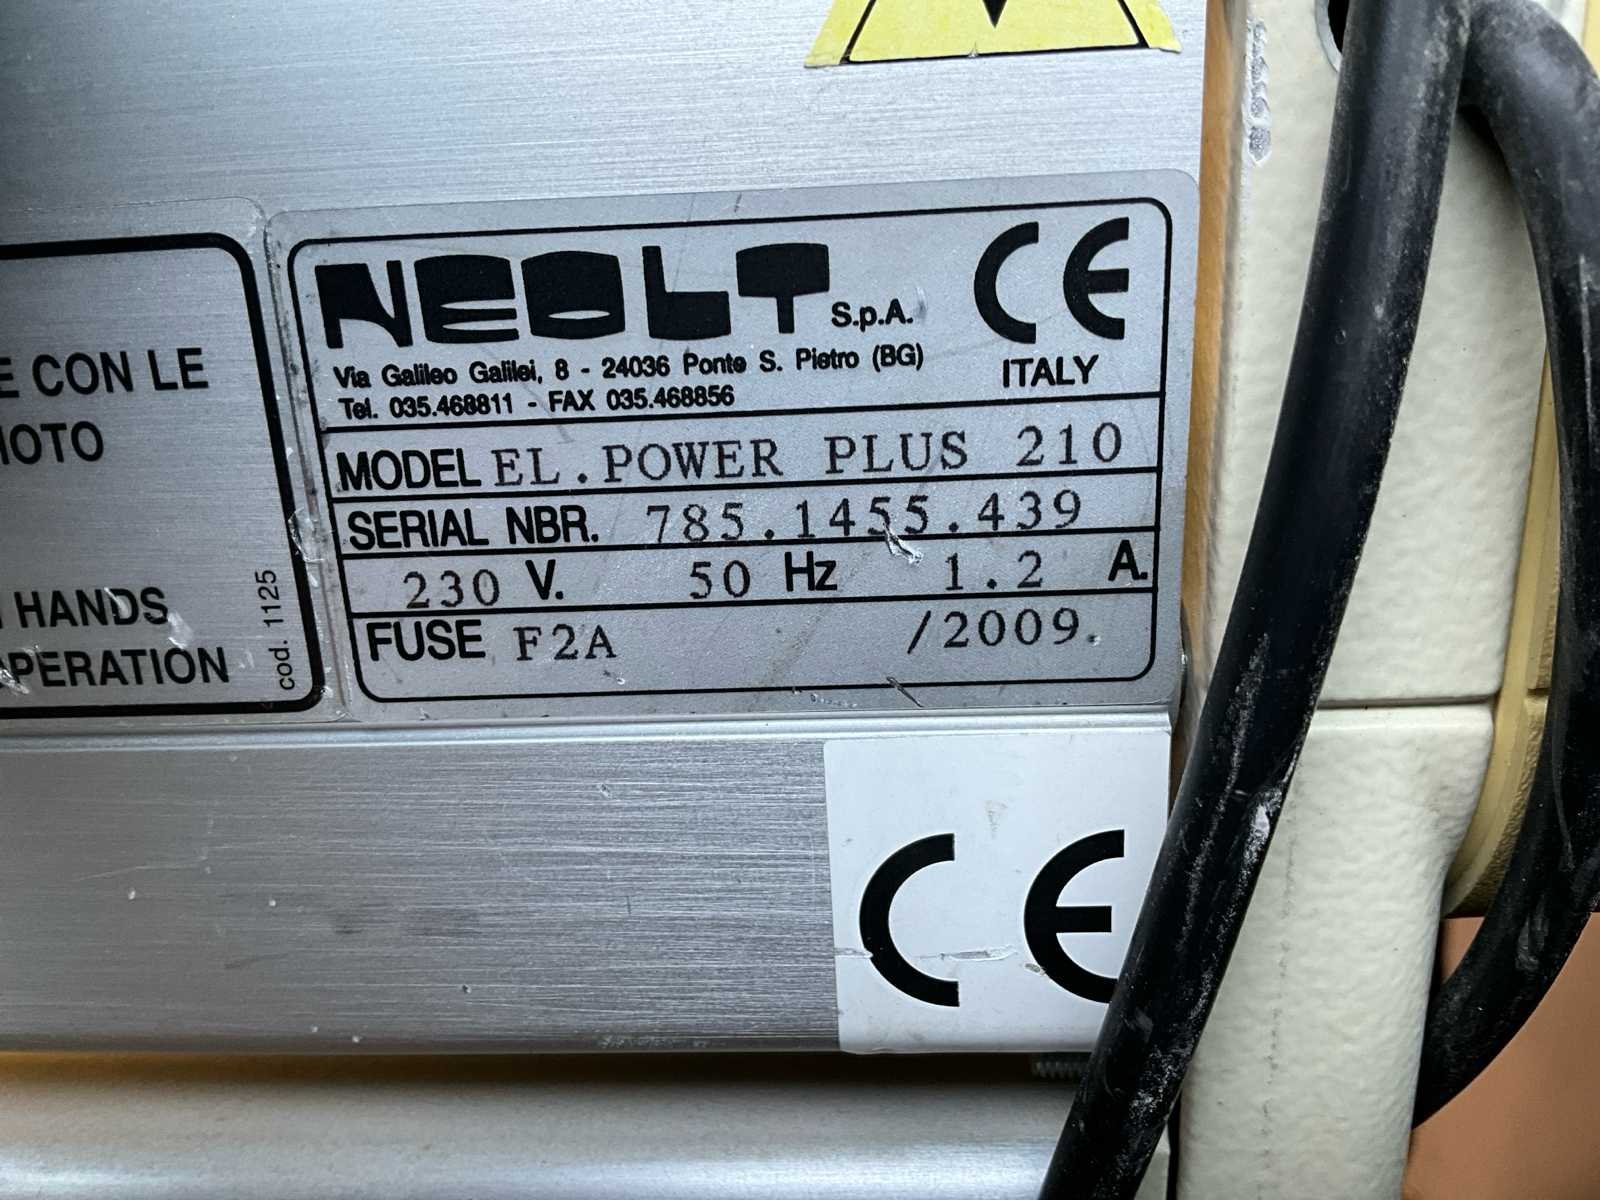 E CON LE
MOTO
HANDS
OPERATION
cod. 1125
NEOLT S.p.A.
CE
Via Galileo Galilei, 8 - 24036 Ponte S. Pietro (BG)
ITALY
Tel. 035.468811 - FAX 035.468856
MODEL EL.POWER PLUS 210
SERIAL NBR. 785.1455.439
230 V. 50 Hz 1.2 A.
FUSE F2A /2009.
CE